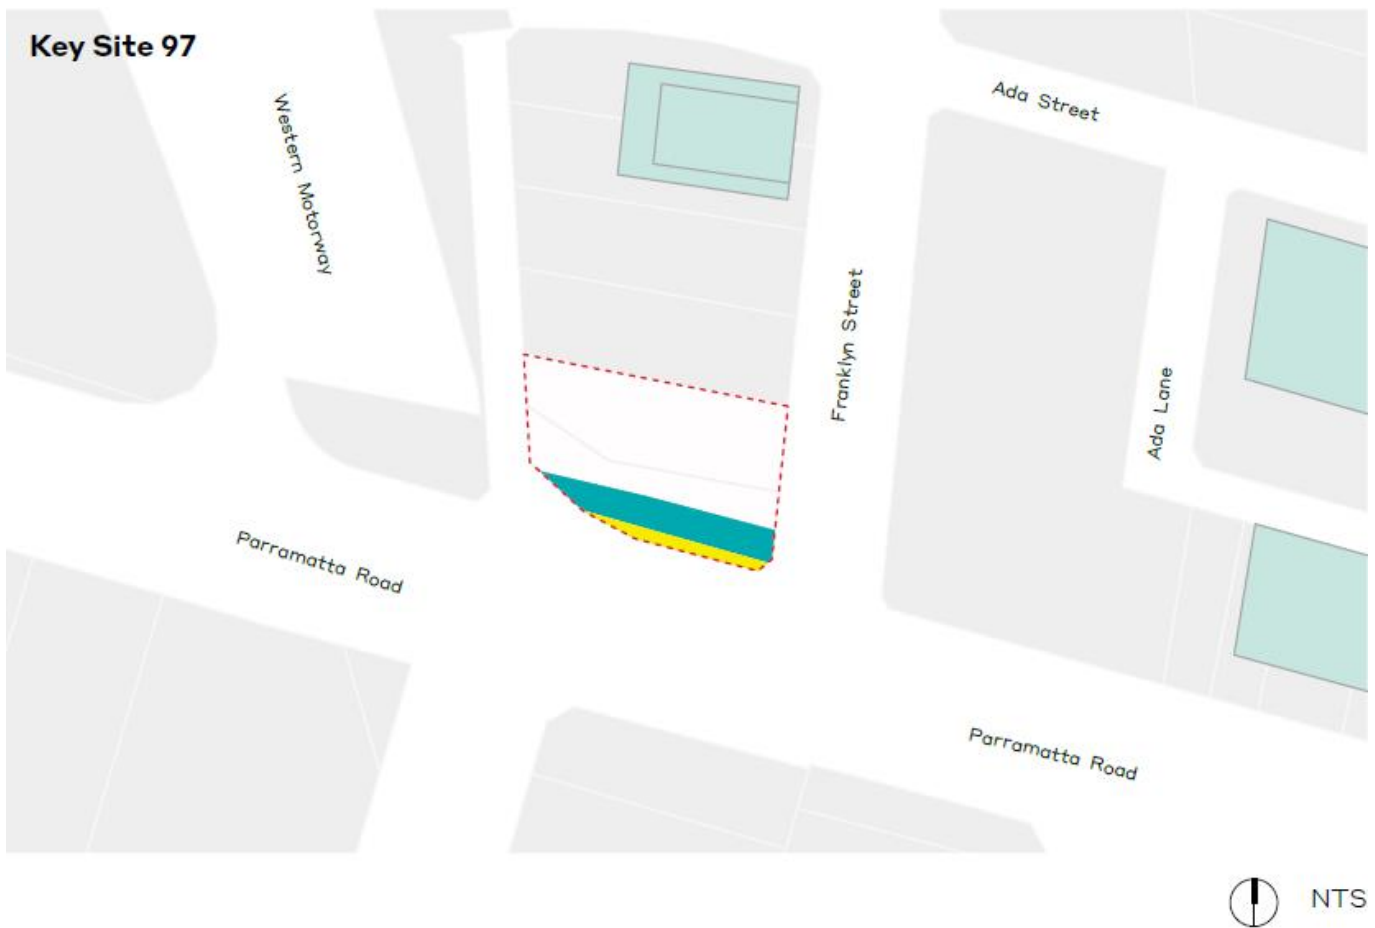 Key Site 97
Western Motorway
Ada Street
Franklyn Street
Ada Lane
Parramatta Road
Parramatta Road
NTS